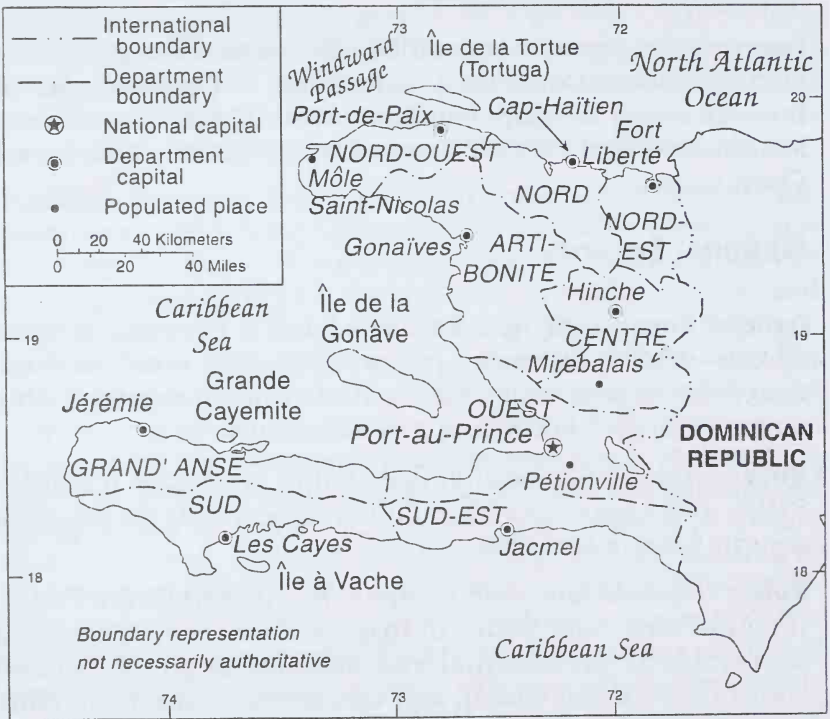 International
boundary
Department
boundary
National capital
Department
capital
Populated place
0 20 40 Kilometers
0 20 40 Miles
73
72
Île de la Tortue
(Tortuga)
Windward
Passage
North Atlantic
Ocean
20
Port-de-Paix
Cap-Haïtien
Fort
Liberté
NORD-OUEST
Môle
Saint-Nicolas
NORD
NORD-
EST
Gonaïves
ARTI-
BONITE
Hinche
Caribbean
Sea
Île de la
Gonâve
19
19
CENTRE
Mirebalais
Grande
Cayemite
Jérémie
OUEST
Port-au-Prince
DOMINICAN
REPUBLIC
GRAND' ANSE
Pétionville
SUD
SUD-EST
Les Cayes
Jacmel
Île à Vache
18
18
Boundary representation
not necessarily authoritative
Caribbean Sea
74
73
72